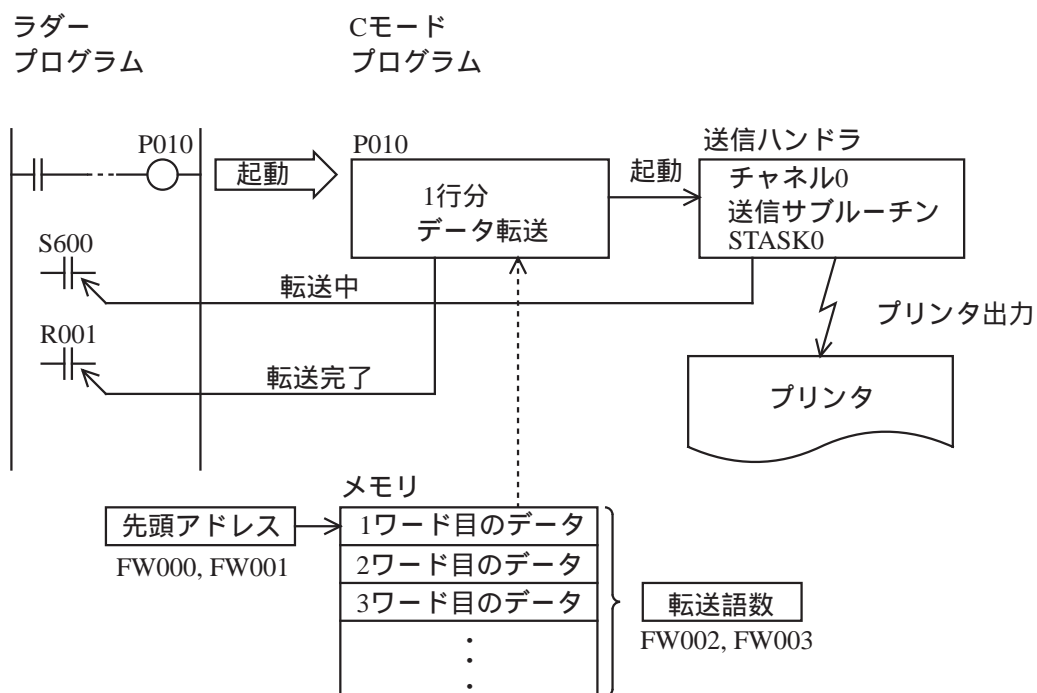 ラダー
プログラム
Cモード
プログラム
P010
起動
P010
1行分
データ転送
起動
送信ハンドラ
チャネル0
送信サブルーチン
STASK0
S600
転送中
R001
転送完了
プリンタ出力
プリンタ
メモリ
先頭アドレス
FW000, FW001
1ワード目のデータ
2ワード目のデータ
3ワード目のデータ
・
・
・
転送語数
FW002, FW003